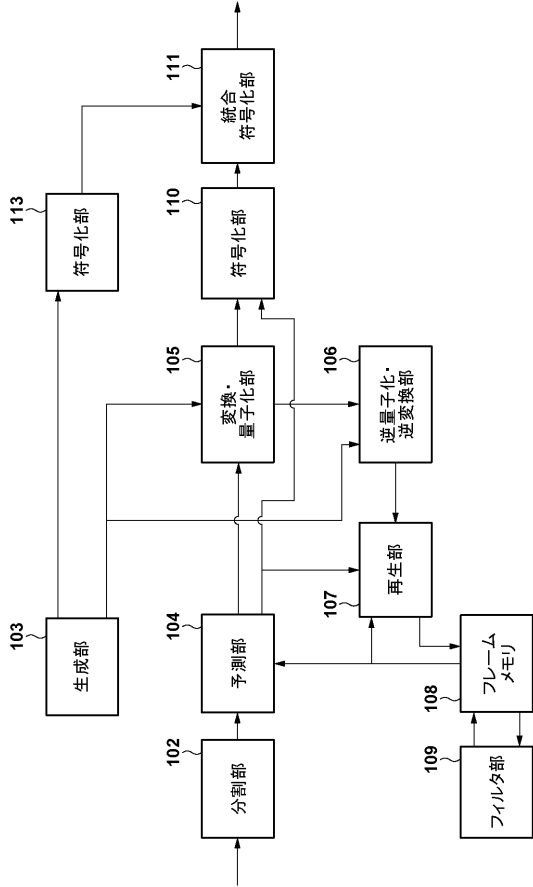 103
生成部
113
符号化部
102
分割部
104
予測部
105
変換・
量子化部
110
符号化部
111
統合
符号化部
106
逆量子化・
逆変換部
107
再生部
108
フレーム
メモリ
109
フィルタ部